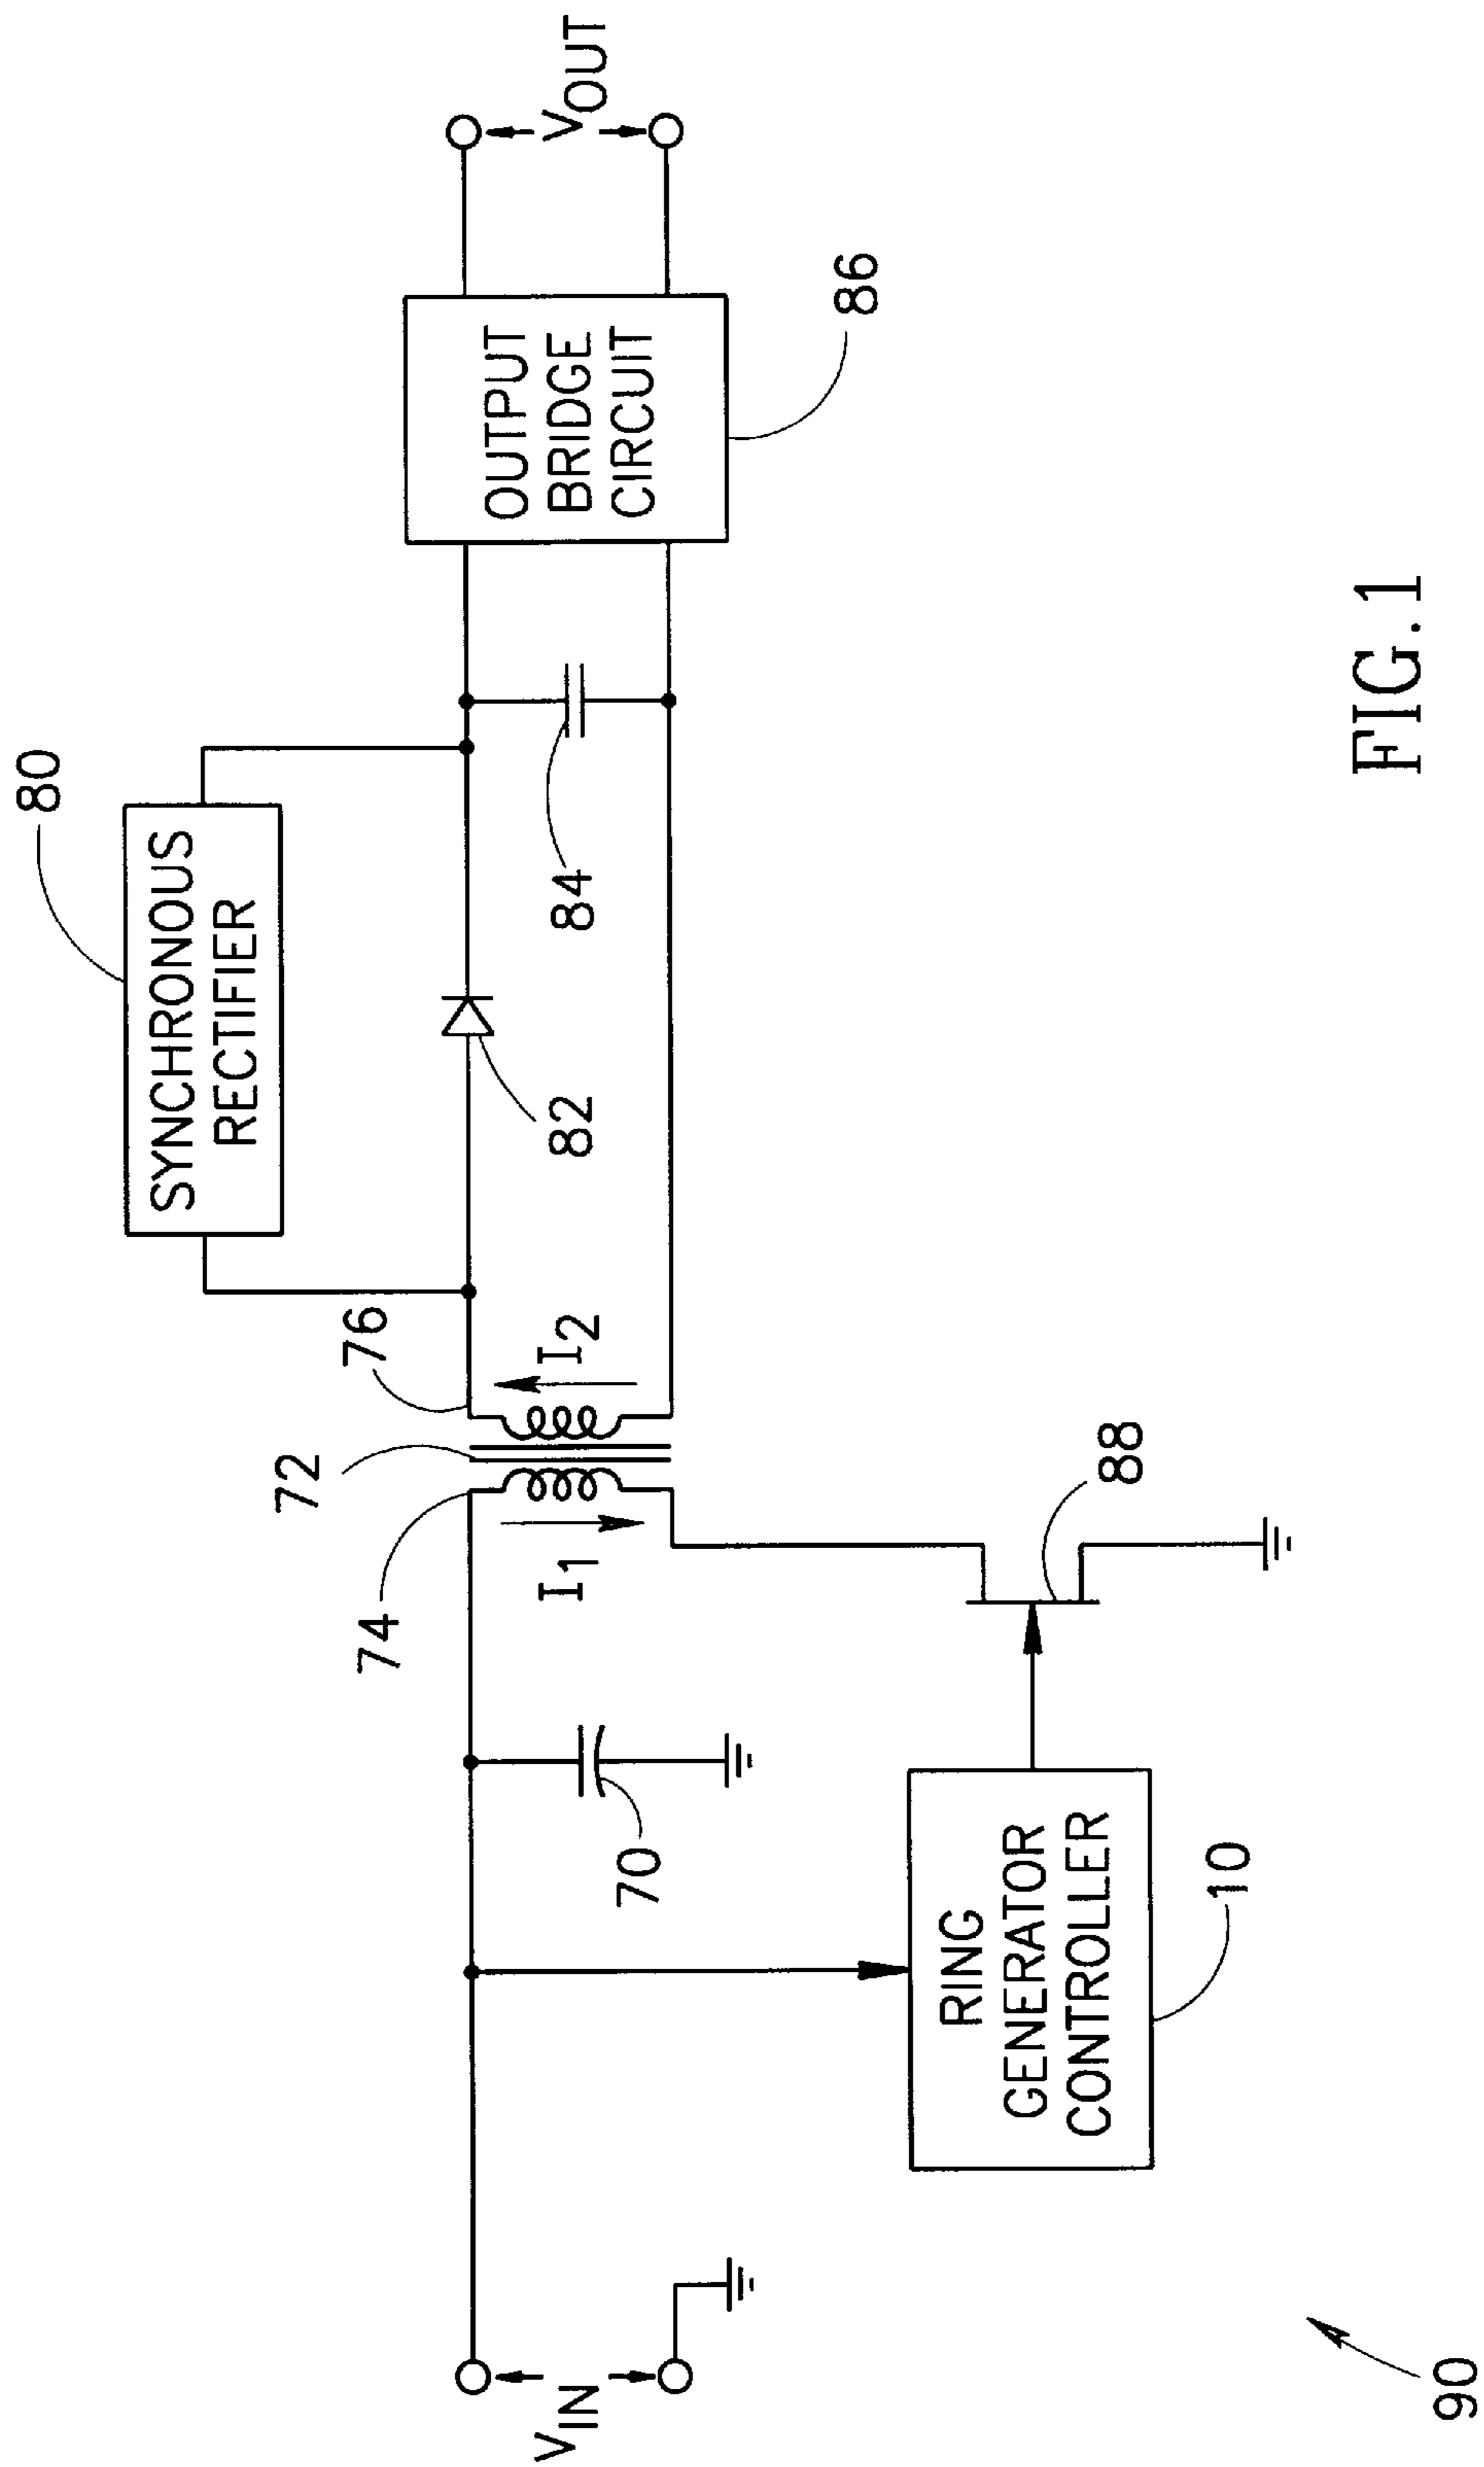 80
SYNCHRONOUS
RECTIFIER
76
72
74
I1
I2
82
84
OUTPUT
BRIDGE
CIRCUIT
86
VOUT
VIN
70
88
RING
GENERATOR
CONTROLLER
10
90
FIG. 1